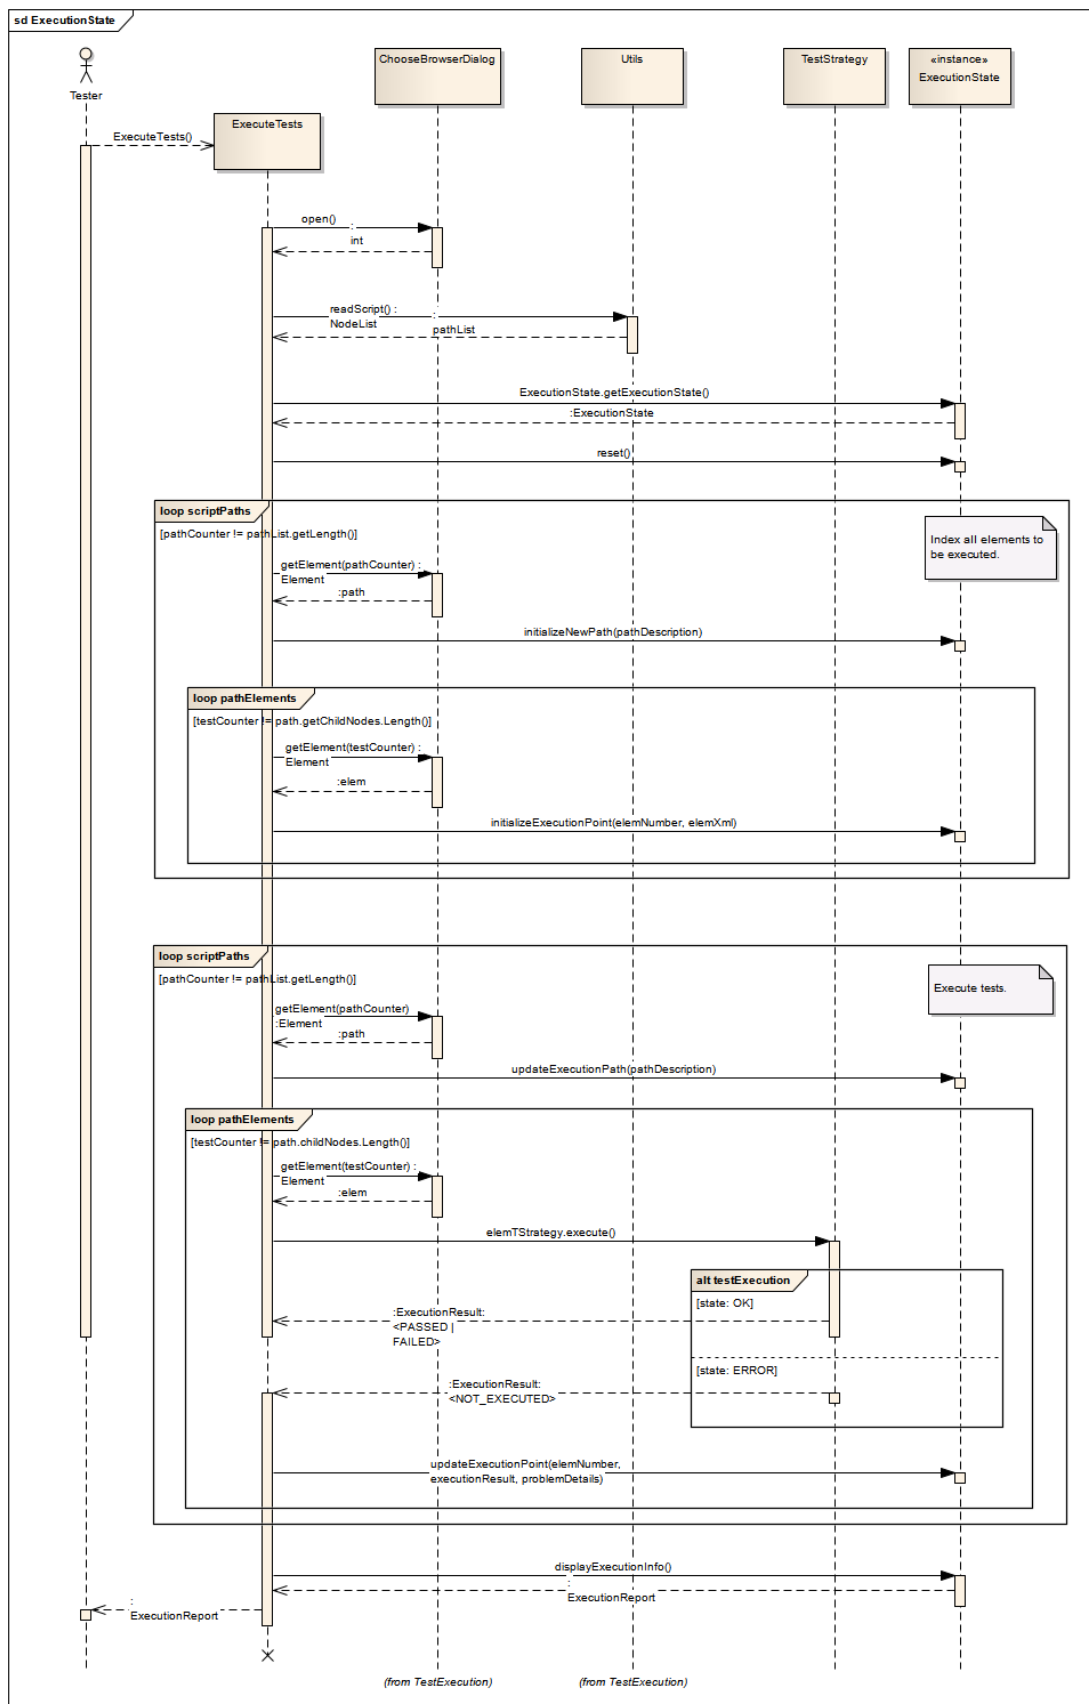 sd ExecutionState
ChooseBrowserDialog
Utils
TestStrategy
«instance»
ExecutionState
Tester
ExecuteTests
ExecuteTests()
open()
:
int
readScript() :
NodeList
:
pathList
ExecutionState.getExecutionState()
:ExecutionState
reset()
loop scriptPaths
[pathCounter != pathList.getLength()]
Index all elements to
be executed.
getElement(pathCounter) :
Element
:path
initializeNewPath(pathDescription)
loop pathElements
[testCounter != path.getChildNodes.Length()]
getElement(testCounter) :
Element
:elem
initializeExecutionPoint(elemNumber, elemXml)
loop scriptPaths
[pathCounter != pathList.getLength()]
Execute tests.
getElement(pathCounter)
:Element
:path
updateExecutionPath(pathDescription)
loop pathElements
[testCounter != path.childNodes.Length()]
getElement(testCounter) :
Element
:elem
elemTStrategy.execute()
alt testExecution
[state: OK]
:ExecutionResult:
<PASSED |
FAILED>
[state: ERROR]
:ExecutionResult:
<NOT_EXECUTED>
updateExecutionPoint(elemNumber,
executionResult, problemDetails)
displayExecutionInfo()
:
ExecutionReport
:
ExecutionReport
(from TestExecution)
(from TestExecution)